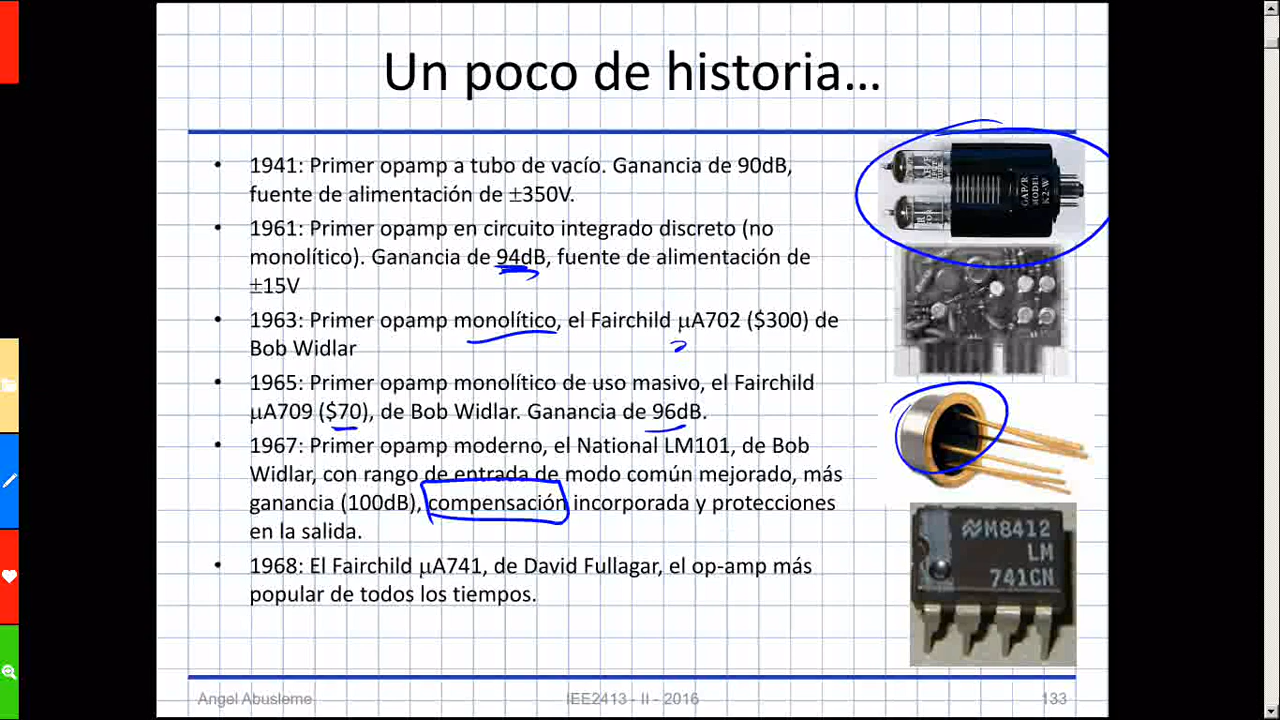 Un poco de historia…
• 1941: Primer opamp a tubo de vacío. Ganancia de 90dB,
fuente de alimentación de ±350V.
• 1961: Primer opamp en circuito integrado discreto (no
monolítico). Ganancia de 94dB, fuente de alimentación de
±15V
• 1963: Primer opamp monolítico, el Fairchild μA702 ($300) de
Bob Widlar
• 1965: Primer opamp monolítico de uso masivo, el Fairchild
μA709 ($70), de Bob Widlar. Ganancia de 96dB.
• 1967: Primer opamp moderno, el National LM101, de Bob
Widlar, con rango de entrada de modo común mejorado, más
ganancia (100dB), compensación incorporada y protecciones
en la salida.
• 1968: El Fairchild μA741, de David Fullagar, el op-amp más
popular de todos los tiempos.
GAP/R
MODEL
K2-W
M8412
LM
741CN
Angel Abusleme
IEE2413 - II - 2016
133